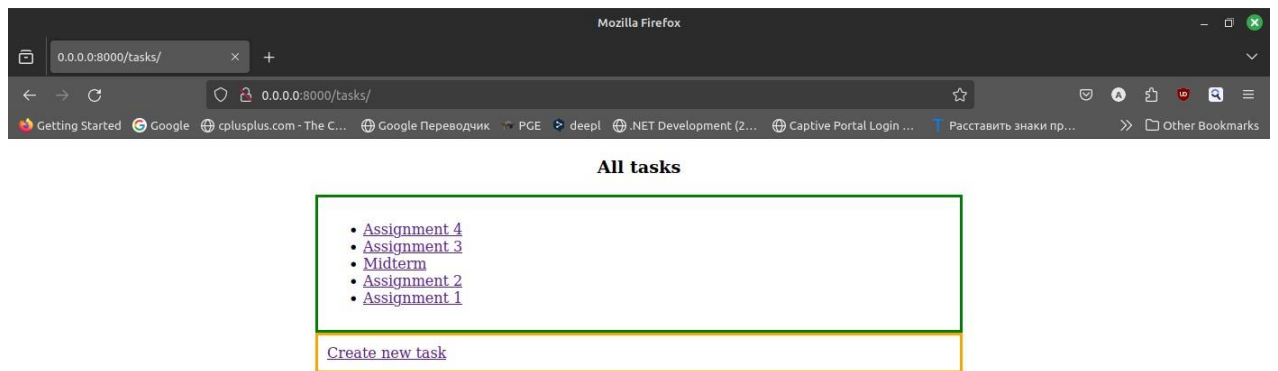 Mozilla Firefox
0.0.0.0:8000/tasks/
0.0.0.0:8000/tasks/
Getting Started Google cplusplus.com - The C... Google Переводчик PGE deepl .NET Development (2... Captive Portal Login ... Расставить знаки пр... Other Bookmarks
All tasks
Assignment 4
Assignment 3
Midterm
Assignment 2
Assignment 1
Create new task